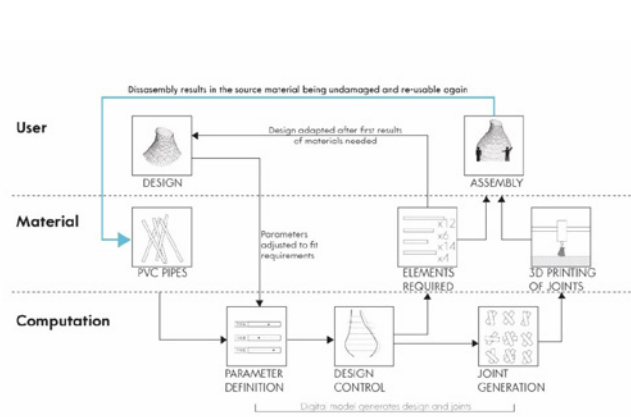 Dissasembly results in the source material being undamaged and re-usable again
User
Design adapted after first results
of materials needed
DESIGN
ASSEMBLY
Material
x12
x6
x14
x4
Parameters
adjusted to fit
requirements
PVC PIPES
ELEMENTS
REQUIRED
3D PRINTING
OF JOINTS
Computation
PARAMETER
DEFINITION
DESIGN
CONTROL
JOINT
GENERATION
Digital model generates design and joints